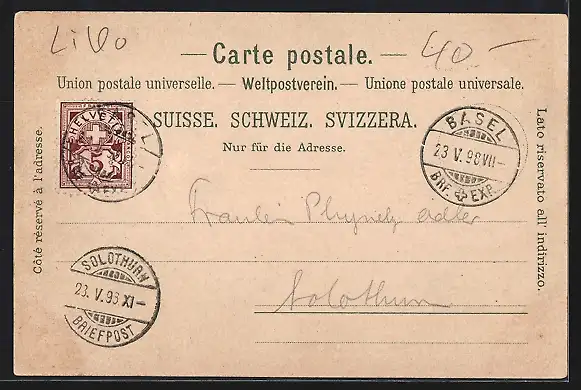 40.-
— Carte postale. —
Union postale universelle. — Weltpostverein. — Unione postale universale.
SUISSE. SCHWEIZ. SVIZZERA.
Nur für die Adresse.
Côté réservé à l'adresse.
Lato riservato all' indirizzo.
HELVETIA
5
BASEL
23 V. 98 VII-
BRF. EXP.
Fräulein
Solothurn
SOLOTHURN
23. V. 98 XI-
BRIEFPOST